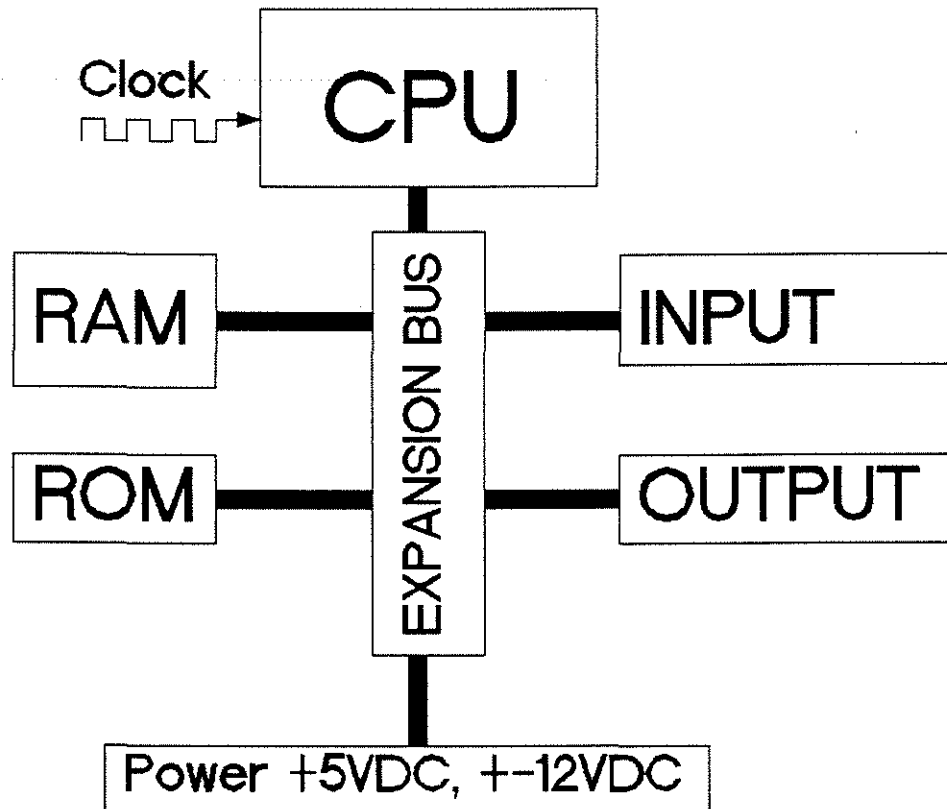 Clock
CPU
RAM
EXPANSION BUS
INPUT
ROM
OUTPUT
Power +5VDC, +-12VDC